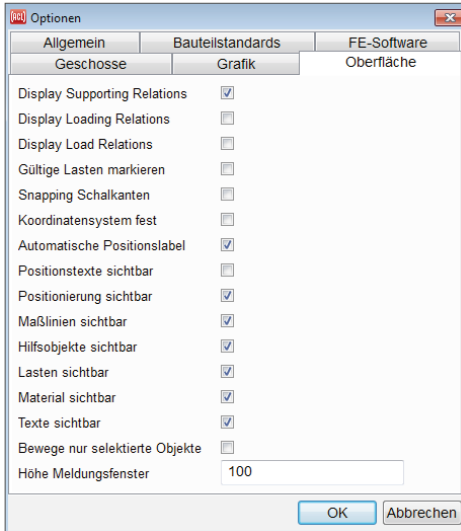 RCL Optionen
Allgemein Bauteilstandards FE-Software
Geschosse Grafik Oberfläche
Display Supporting Relations
Display Loading Relations
Display Load Relations
Gültige Lasten markieren
Snapping Schalkanten
Koordinatensystem fest
Automatische Positionslabel
Positionstexte sichtbar
Positionierung sichtbar
Maßlinien sichtbar
Hilfsobjekte sichtbar
Lasten sichtbar
Material sichtbar
Texte sichtbar
Bewege nur selektierte Objekte
Höhe Meldungsfenster 100
OK Abbrechen